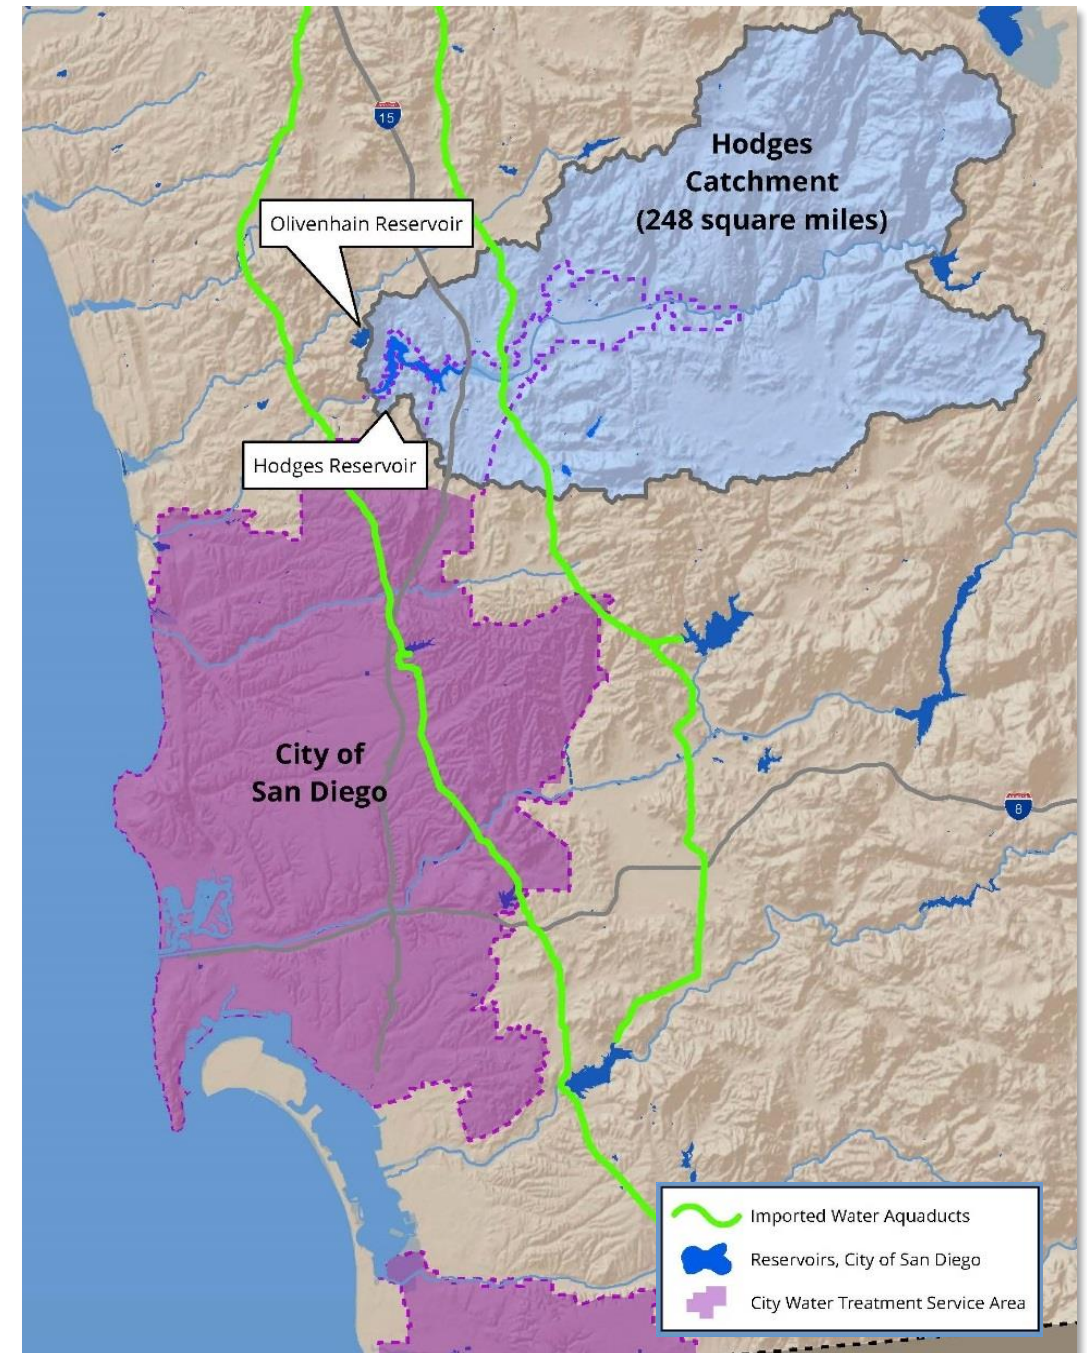 15
Hodges
Catchment
(248 square miles)
Olivenhain Reservoir
Hodges Reservoir
City of
San Diego
8
Imported Water Aquaducts
Reservoirs, City of San Diego
City Water Treatment Service Area